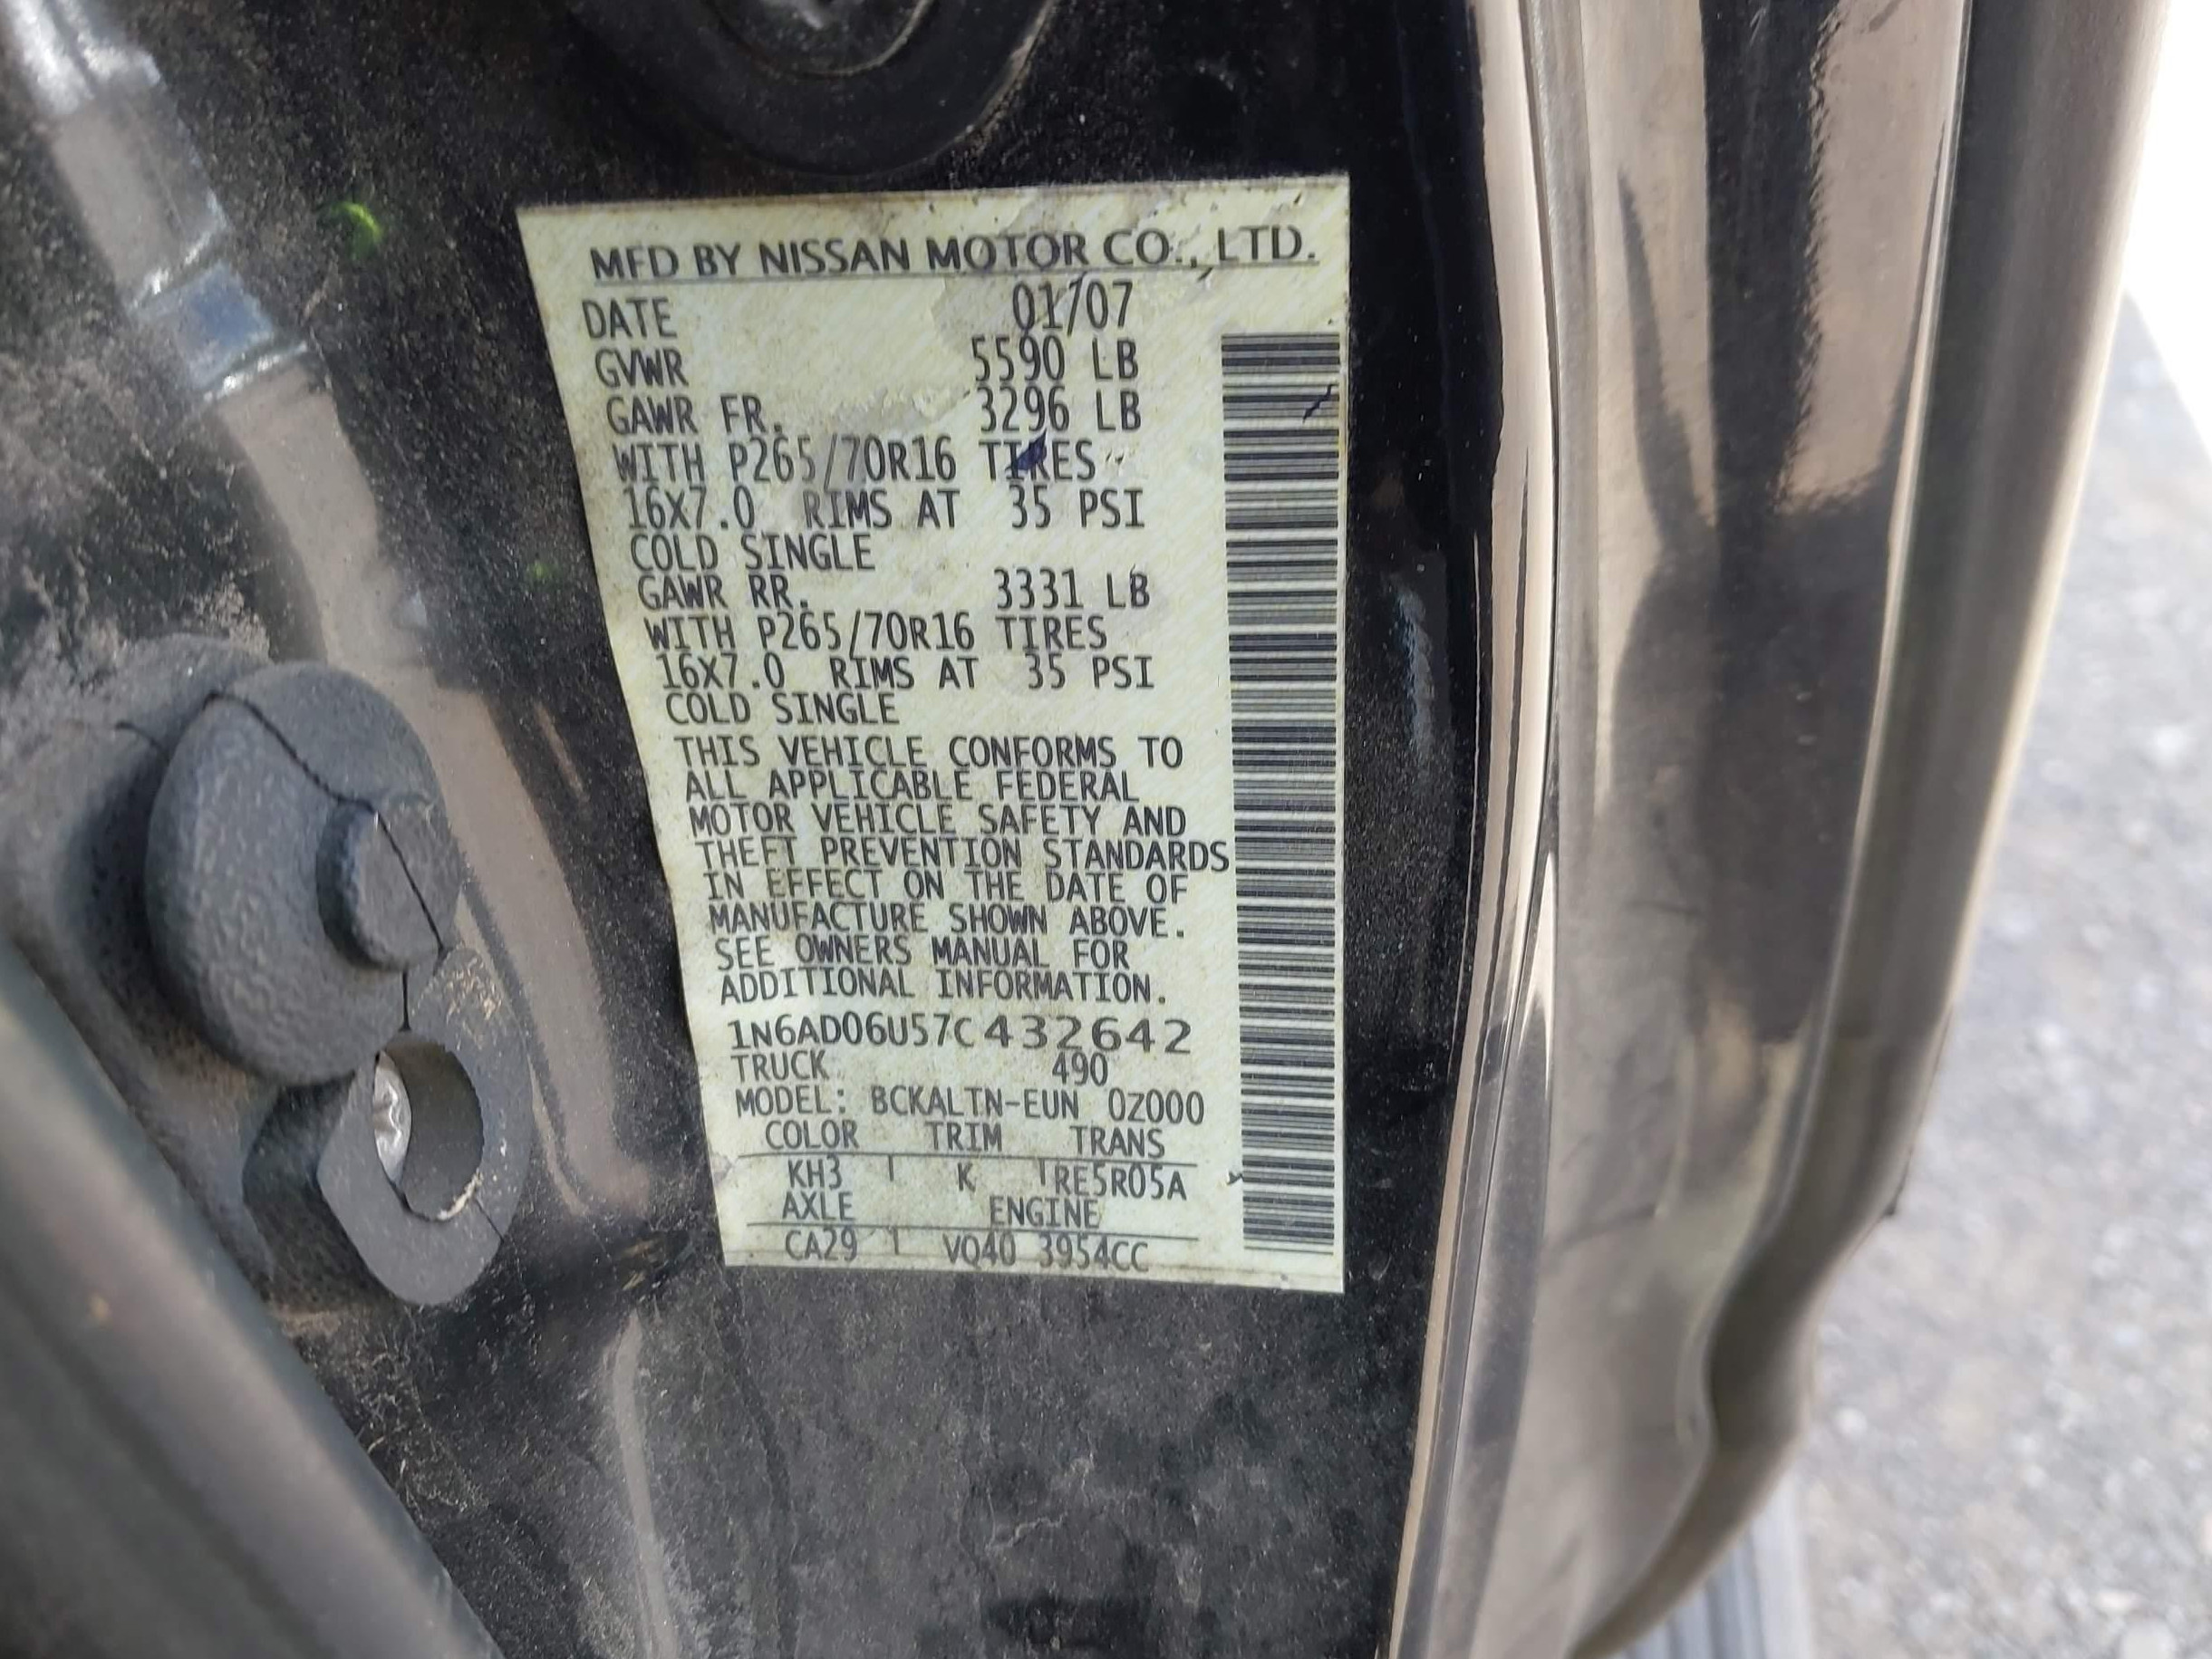 MFD BY NISSAN MOTOR CO., LTD.
DATE 01/07
GVWR 5590 LB
GAWR FR. 3296 LB
WITH P265/70R16 TIRES
16X7.0 RIMS AT 35 PSI
COLD SINGLE
GAWR RR. 3331 LB
WITH P265/70R16 TIRES
16X7.0 RIMS AT 35 PSI
COLD SINGLE
THIS VEHICLE CONFORMS TO
ALL APPLICABLE FEDERAL
MOTOR VEHICLE SAFETY AND
THEFT PREVENTION STANDARDS
IN EFFECT ON THE DATE OF
MANUFACTURE SHOWN ABOVE.
SEE OWNERS MANUAL FOR
ADDITIONAL INFORMATION.
1N6AD06U57C432642
TRUCK 490
MODEL: BCKALTN-EUN 0Z000
COLOR TRIM TRANS
KH3 K RE5R05A
AXLE ENGINE
CA29 VQ40 3954CC